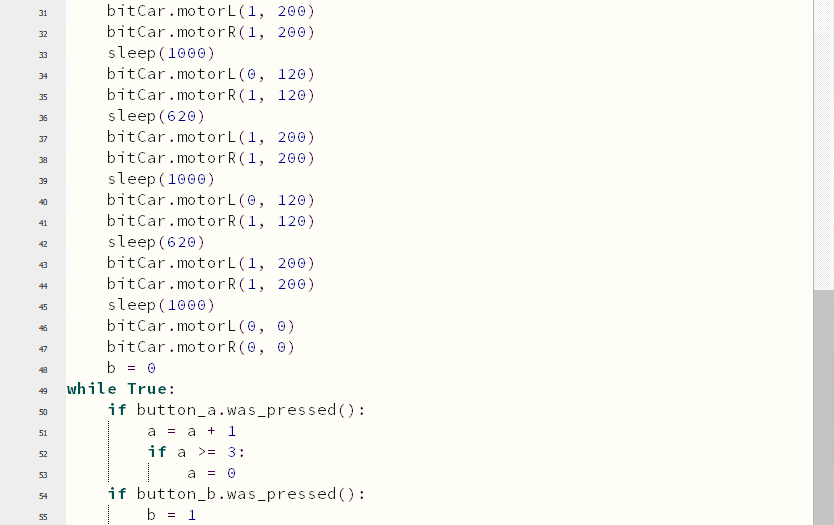 31 bitCar.motorL(1, 200)
32 bitCar.motorR(1, 200)
33 sleep(1000)
34 bitCar.motorL(0, 120)
35 bitCar.motorR(1, 120)
36 sleep(620)
37 bitCar.motorL(1, 200)
38 bitCar.motorR(1, 200)
39 sleep(1000)
40 bitCar.motorL(0, 120)
41 bitCar.motorR(1, 120)
42 sleep(620)
43 bitCar.motorL(1, 200)
44 bitCar.motorR(1, 200)
45 sleep(1000)
46 bitCar.motorL(0, 0)
47 bitCar.motorR(0, 0)
48 b = 0
49 while True:
50 if button_a.was_pressed():
51 a = a + 1
52 if a >= 3:
53 a = 0
54 if button_b.was_pressed():
55 b = 1